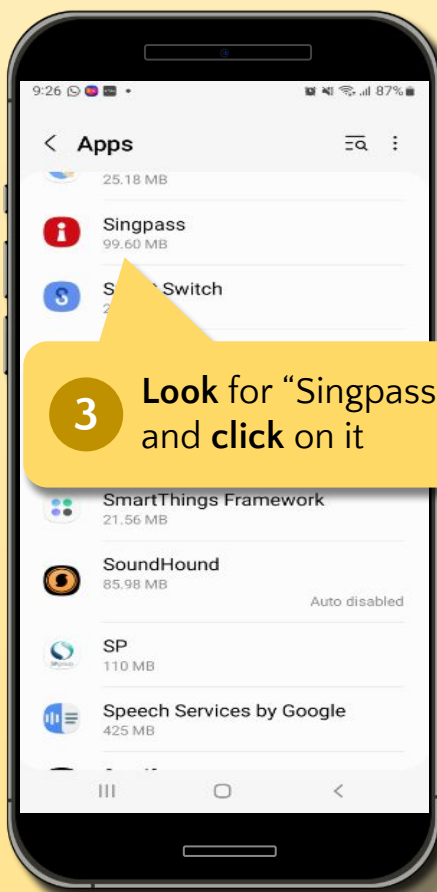 9:26
87%
Apps
25.18 MB
Singpass
99.60 MB
Switch
3
Look for “Singpass
and click on it
SmartThings Framework
21.56 MB
SoundHound
85.98 MB
Auto disabled
SP
110 MB
Speech Services by Google
425 MB